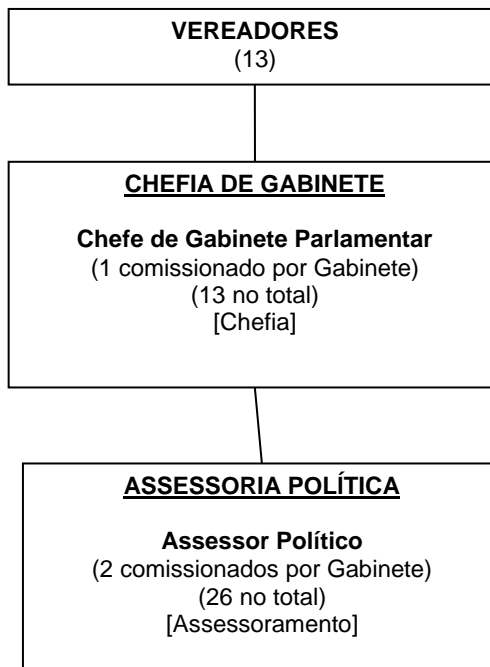 VEREADORES
(13)
CHEFIA DE GABINETE
Chefe de Gabinete Parlamentar
(1 comissionado por Gabinete)
(13 no total)
[Chefia]
ASSESSORIA POLÍTICA
Assessor Político
(2 comissionados por Gabinete)
(26 no total)
[Assessoramento]